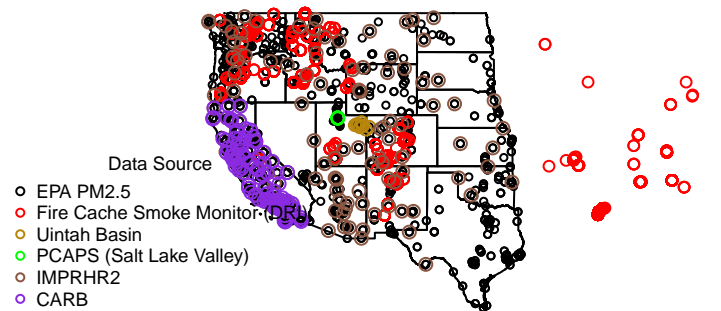 Data Source
EPA PM2.5
Fire Cache Smoke Monitor (DRI)
Uintah Basin
PCAPS (Salt Lake Valley)
IMPRHR2
CARB